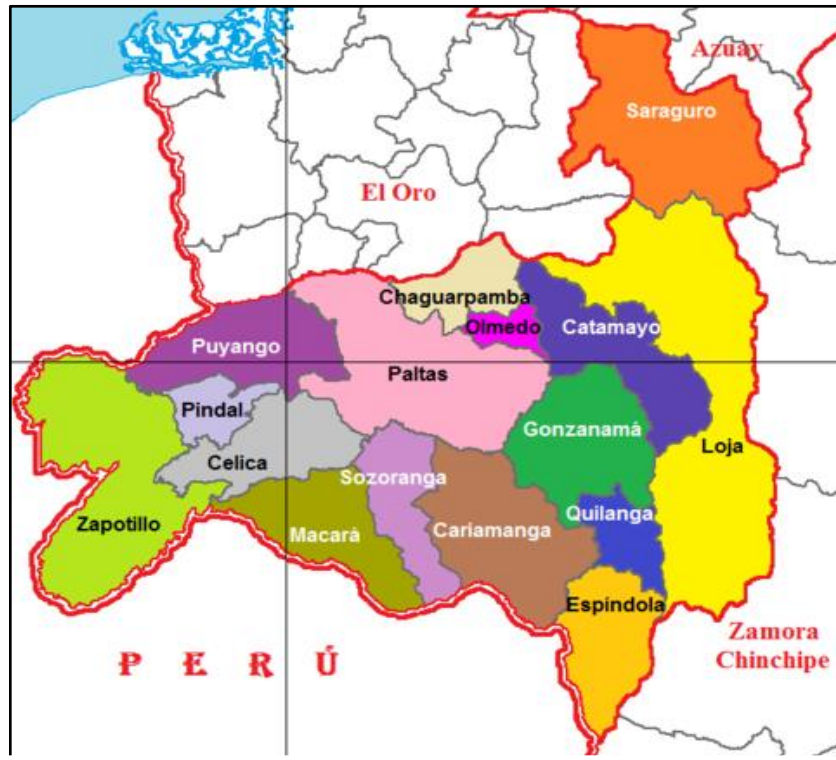 Azuay
Saraguro
El Oro
Chaguarpamba
Olmedo
Catamayo
Puyango
Paltas
Pindal
Gonzanamá
Loja
Celica
Sozoranga
Zapotillo
Quilanga
Macará
Cariamanga
Espíndola
Zamora
Chinchipe
PERÚ